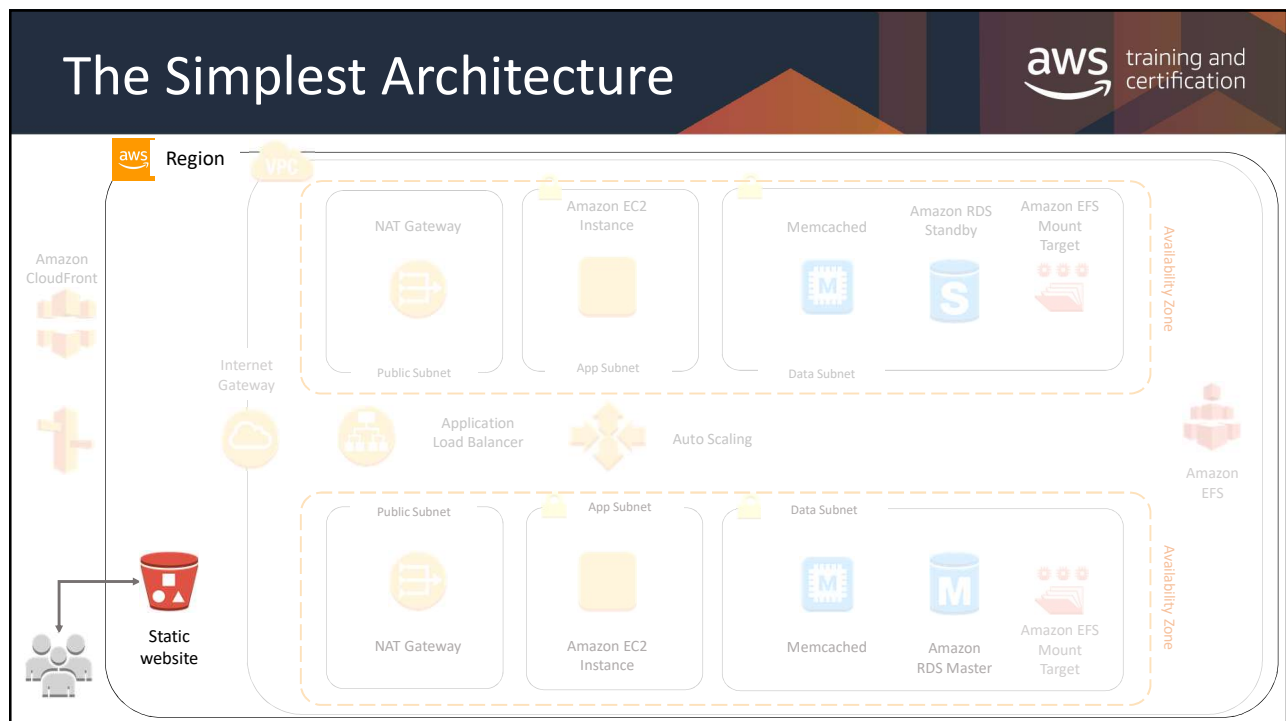 The Simplest Architecture
aws training and
certification
aws Region
VPC
NAT Gateway
Public Subnet
Amazon EC2
Instance
App Subnet
Memcached
Amazon RDS
Standby
S
Amazon EFS
Mount
Target
M
Data Subnet
Availability Zone
Amazon
CloudFront
Internet
Gateway
Application
Load Balancer
Auto Scaling
Amazon
EFS
Public Subnet
NAT Gateway
App Subnet
Amazon EC2
Instance
Data Subnet
M
Memcached
M
Amazon
RDS Master
Amazon EFS
Mount
Target
Availability Zone
Static
website